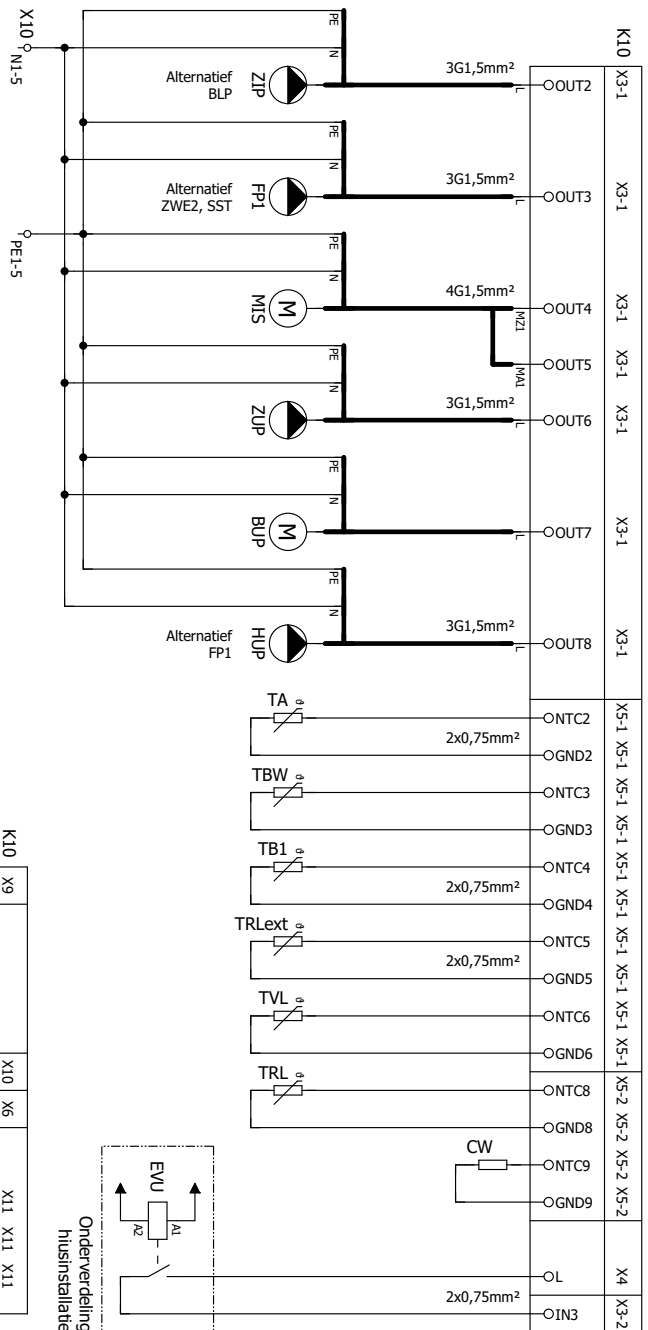 K10
X3-1
X3-1
X3-1
X3-1
X3-1
X3-1
X3-1
X5-1
X5-1
X5-1
X5-1
X5-1
X5-1
X5-1
X5-1
X5-1
X5-1
X5-2
X5-2
X5-2
X5-2
X4
X3-2
X10
N1-5
PE1-5
PE
N
Alternatief
BLP
ZIP
3G1,5mm²
L
OUT2
PE
N
Alternatief
ZWE2, SST
FP1
3G1,5mm²
L
OUT3
PE
N
MIS
M
4G1,5mm²
MZ1
OUT4
MA1
OUT5
PE
N
ZUP
3G1,5mm²
L
OUT6
PE
N
BUP
M
L
OUT7
PE
N
Alternatief
FP1
HUP
3G1,5mm²
L
OUT8
TA
ϑ
NTC2
2x0,75mm²
GND2
TBW
ϑ
NTC3
GND3
TB1
ϑ
NTC4
2x0,75mm²
GND4
TRLext
ϑ
NTC5
2x0,75mm²
GND5
TVL
ϑ
NTC6
GND6
TRL
ϑ
NTC8
GND8
CW
NTC9
GND9
EVU
A1
A2
Onderverdeling
hiusinstallatie
L
2x0,75mm²
IN3
K10
X9
X10
X6
X11
X11
X11